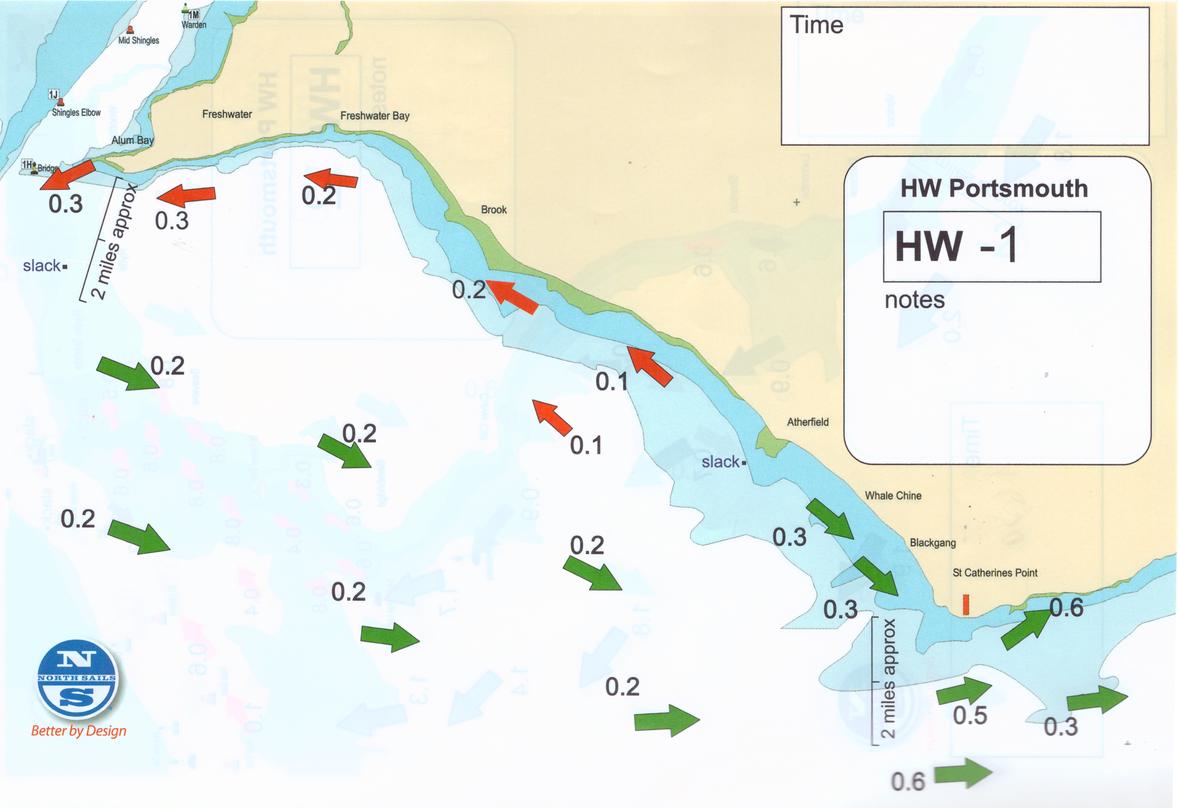 1M
Warden
Mid Shingles
Time
1J
Shingles Elbow
Freshwater
Freshwater Bay
Alum Bay
1H
Bridge
HW Portsmouth
0.3
0.3
0.2
2 miles approx
Brook
HW -1
slack
0.2
notes
0.2
0.1
0.2
0.1
Atherfield
slack
Whale Chine
0.2
0.3
0.2
Blackgang
St Catherines Point
0.2
0.3
0.6
N
NORTH SAILS
S
Better by Design
0.2
2 miles approx
0.5
0.3
0.6